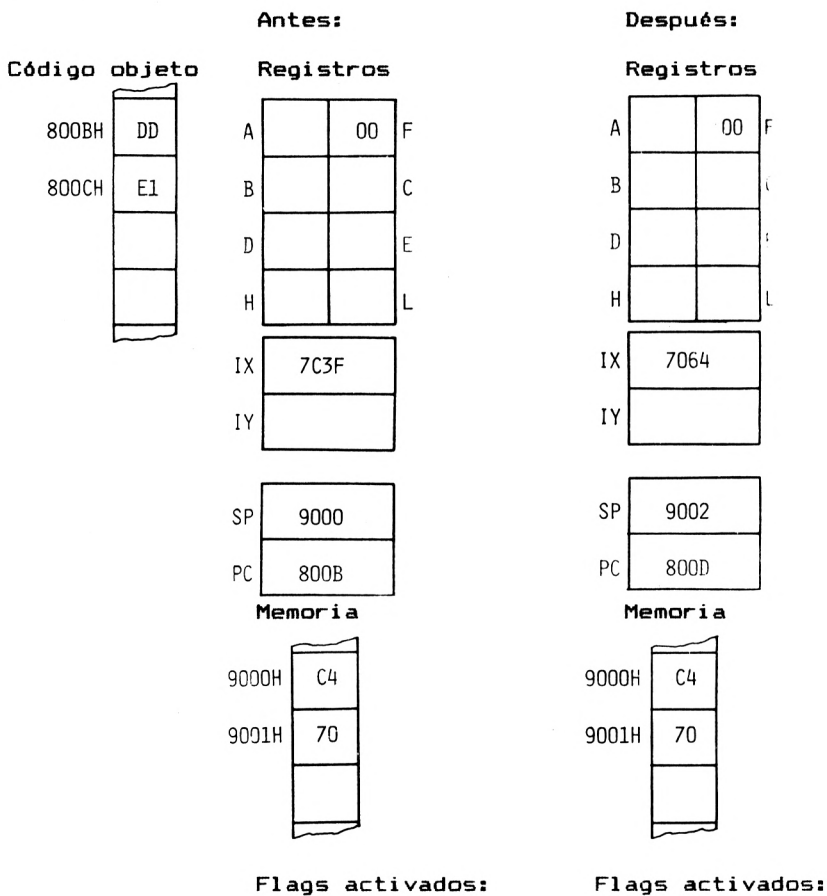 Antes: Después:
Código objeto Registros Registros
800BH DD A 00 F A 00 F
800CH E1 B C B
D E D
H L H L
IX 7C3F IX 7064
IY IY
SP 9000 SP 9002
PC 800B PC 800D
Memoria Memoria
9000H C4 9000H C4
9001H 70 9001H 70
Flags activados: Flags activados: